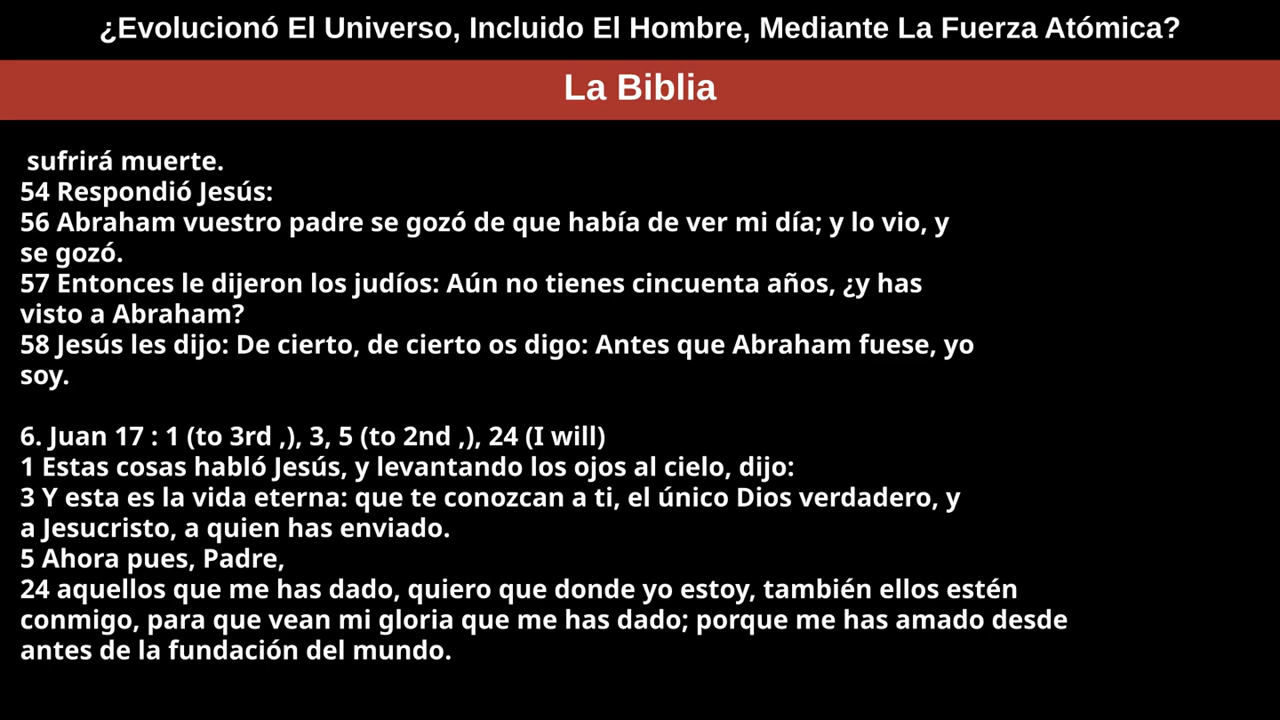 ¿Evolucionó El Universo, Incluido El Hombre, Mediante La Fuerza Atómica?
La Biblia
sufrirá muerte.
54 Respondió Jesús:
56 Abraham vuestro padre se gozó de que había de ver mi día; y lo vio, y
se gozó.
57 Entonces le dijeron los judíos: Aún no tienes cincuenta años, ¿y has
visto a Abraham?
58 Jesús les dijo: De cierto, de cierto os digo: Antes que Abraham fuese, yo
soy.
6. Juan 17 : 1 (to 3rd ,), 3, 5 (to 2nd ,), 24 (I will)
1 Estas cosas habló Jesús, y levantando los ojos al cielo, dijo:
3 Y esta es la vida eterna: que te conozcan a ti, el único Dios verdadero, y
a Jesucristo, a quien has enviado.
5 Ahora pues, Padre,
24 aquellos que me has dado, quiero que donde yo estoy, también ellos estén
conmigo, para que vean mi gloria que me has dado; porque me has amado desde
antes de la fundación del mundo.